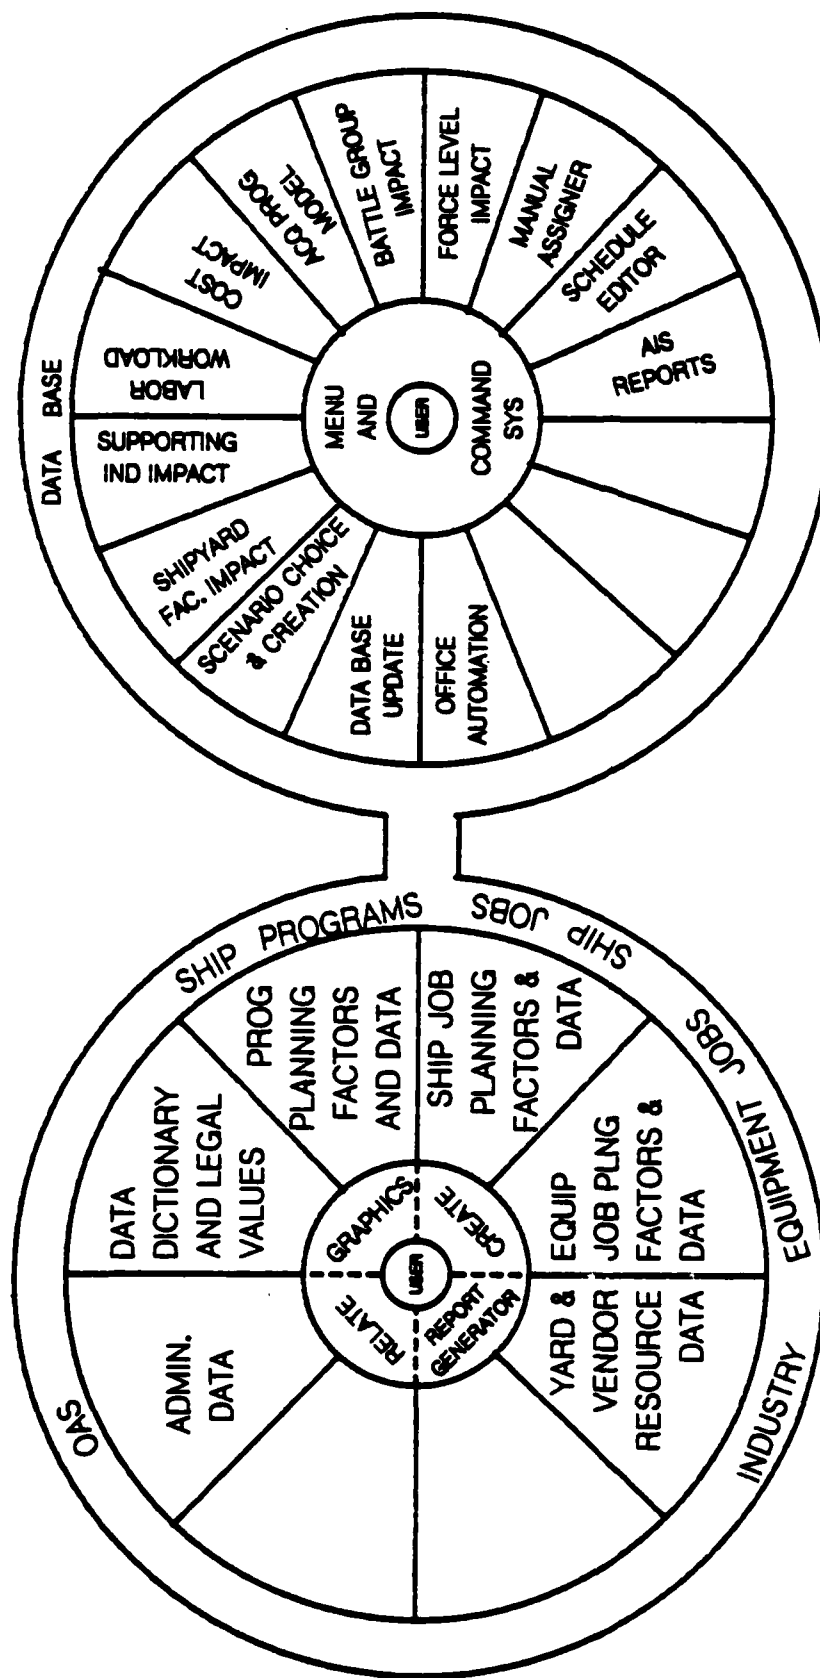 DATA BASE
SUPPORTING
IND IMPACT
LABOR
WORKLOAD
COST
IMPACT
ACQ PROG
MODEL
BATTLE GROUP
IMPACT
FORCE LEVEL
IMPACT
MANUAL
ASSIGNER
SCHEDULE
EDITOR
AIS
REPORTS
OFFICE
AUTOMATION
DATA BASE
UPDATE
SCENARIO CHOICE
& CREATION
SHIPYARD
FAC. IMPACT
MENU
AND
USER
COMMAND
SYS
OAS
SHIP PROGRAMS
SHIP JOBS
EQUIPMENT JOBS
INDUSTRY
ADMIN.
DATA
DATA
DICTIONARY
AND LEGAL
VALUES
PROG
PLANNING
FACTORS
AND DATA
SHIP JOB
PLANNING
FACTORS &
DATA
EQUIP
JOB PLNG
FACTORS &
DATA
YARD &
VENDOR
RESOURCE
DATA
RELATE
GRAPHICS
CREATE
REPORT
GENERATOR
USER